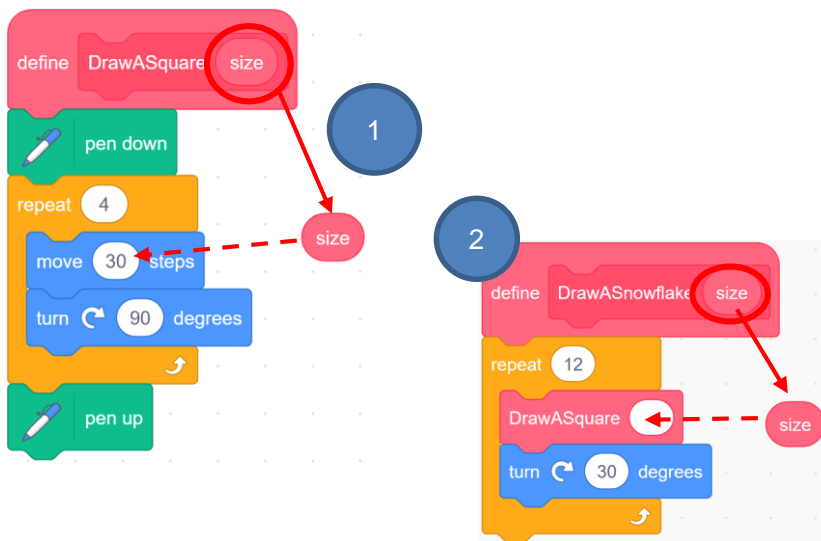 define DrawASquare size
pen down
1
repeat 4
size
move 30 steps
turn 90 degrees
pen up
2
define DrawASnowflake size
repeat 12
DrawASquare
size
turn 30 degrees